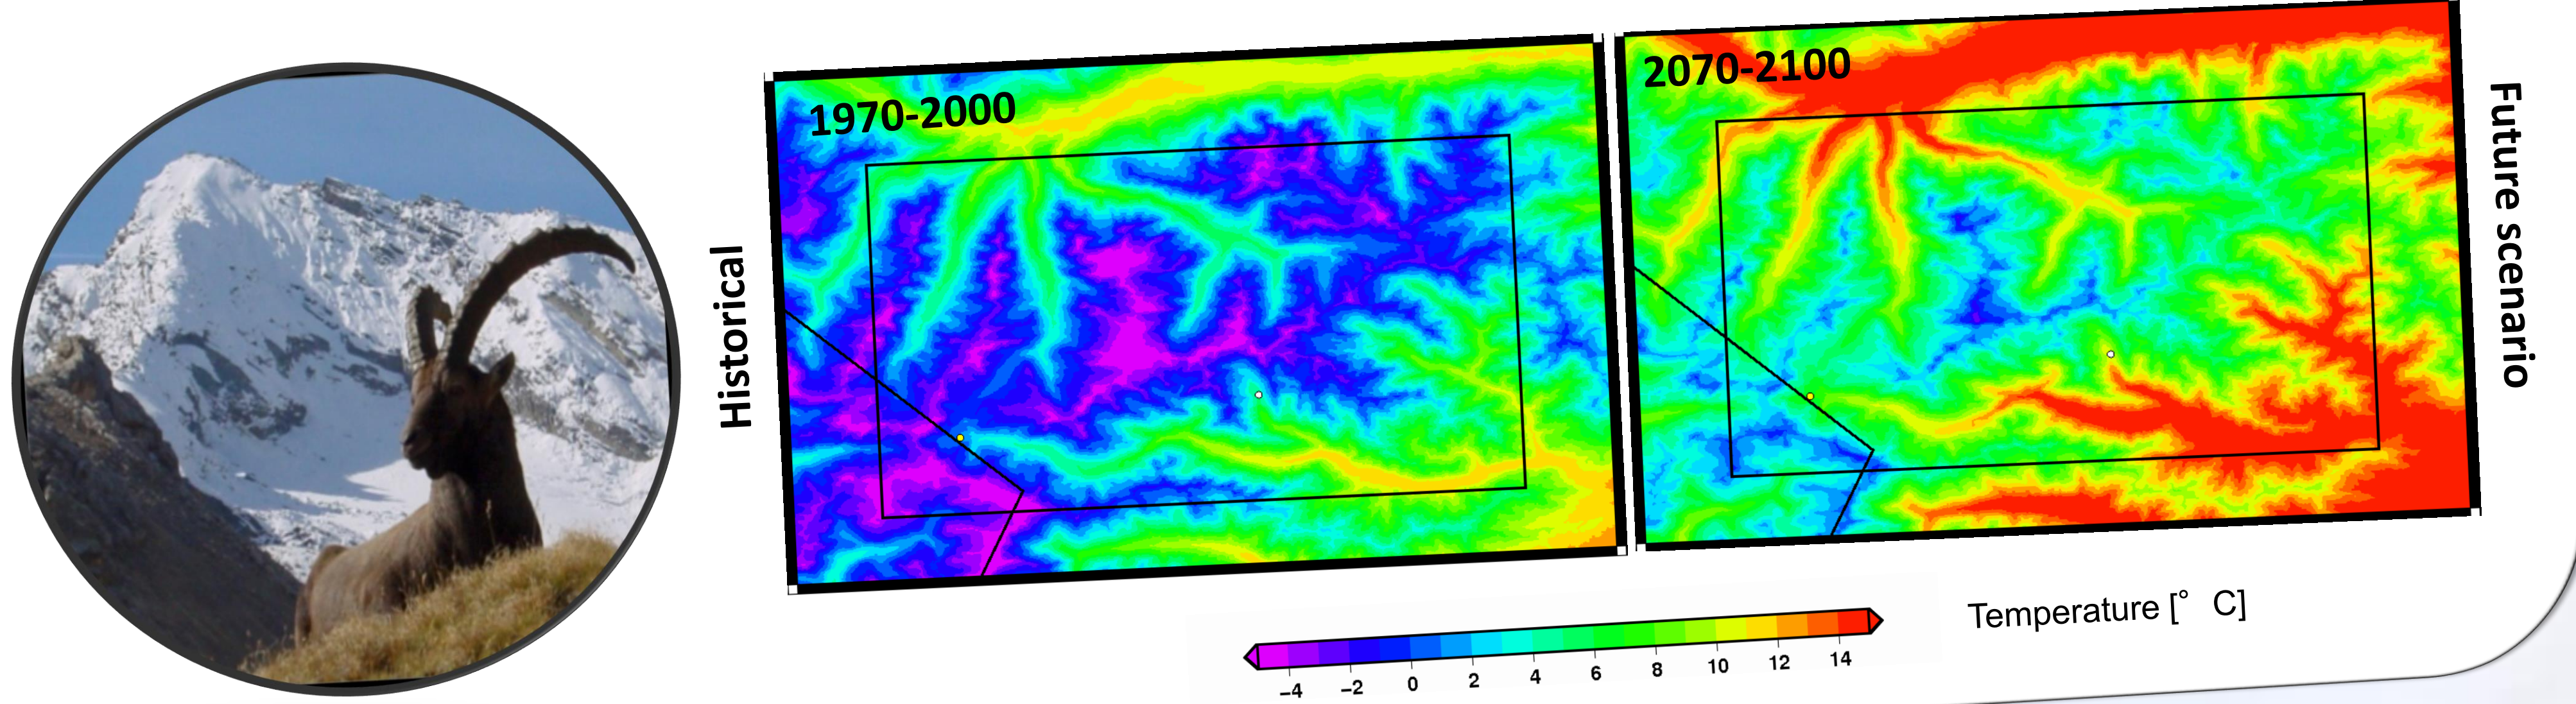 Historical
1970-2000
2070-2100
Future scenario
−4 −2 0 2 4 6 8 10 12 14
Temperature [° C]